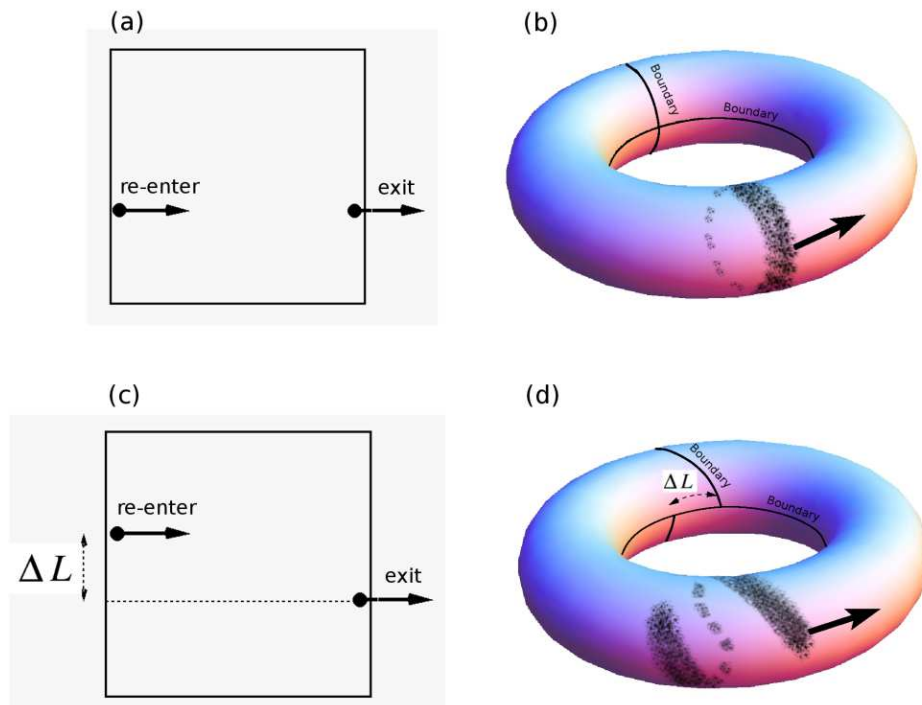 (a)
(b)
Boundary
Boundary
re-enter
exit
(c)
(d)
Boundary
ΔL
Boundary
re-enter
ΔL
exit